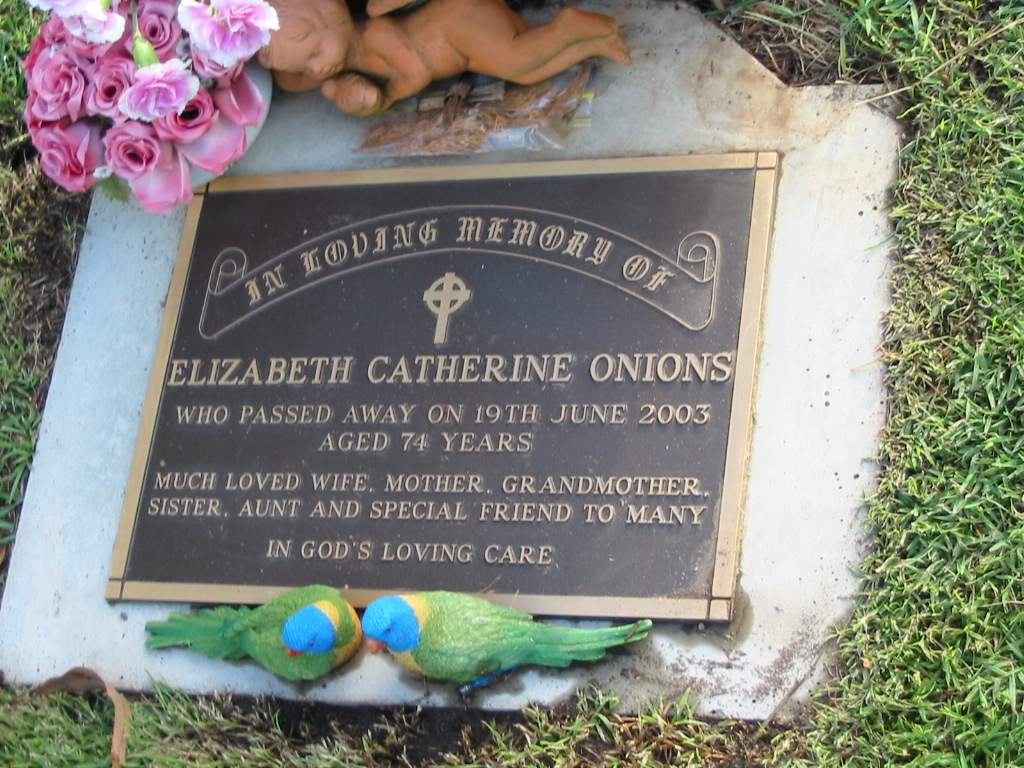 IN LOVING MEMORY OF
ELIZABETH CATHERINE ONIONS
WHO PASSED AWAY ON 19TH JUNE 2003
AGED 74 YEARS
MUCH LOVED WIFE, MOTHER, GRANDMOTHER,
SISTER, AUNT AND SPECIAL FRIEND TO MANY
IN GOD'S LOVING CARE